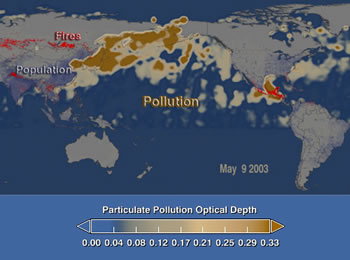 Fires
Population
Pollution
May 9 2003
Particulate Pollution Optical Depth
0.00 0.04 0.08 0.12 0.17 0.21 0.25 0.29 0.33